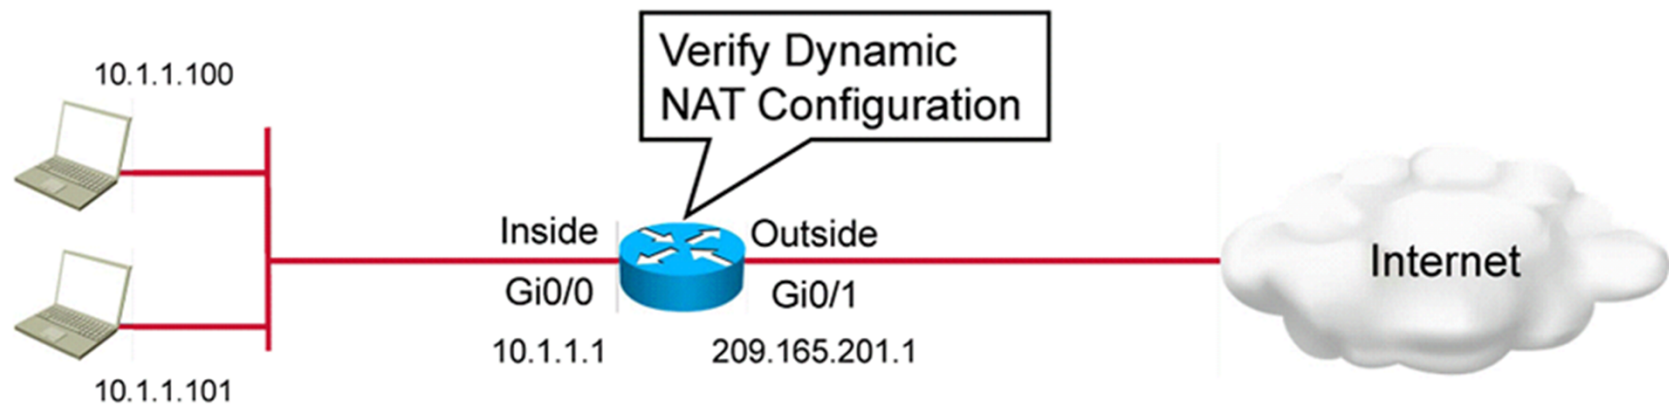 Verify Dynamic
NAT Configuration
10.1.1.100
Inside
Outside
Gi0/0
Gi0/1
Internet
10.1.1.1
209.165.201.1
10.1.1.101